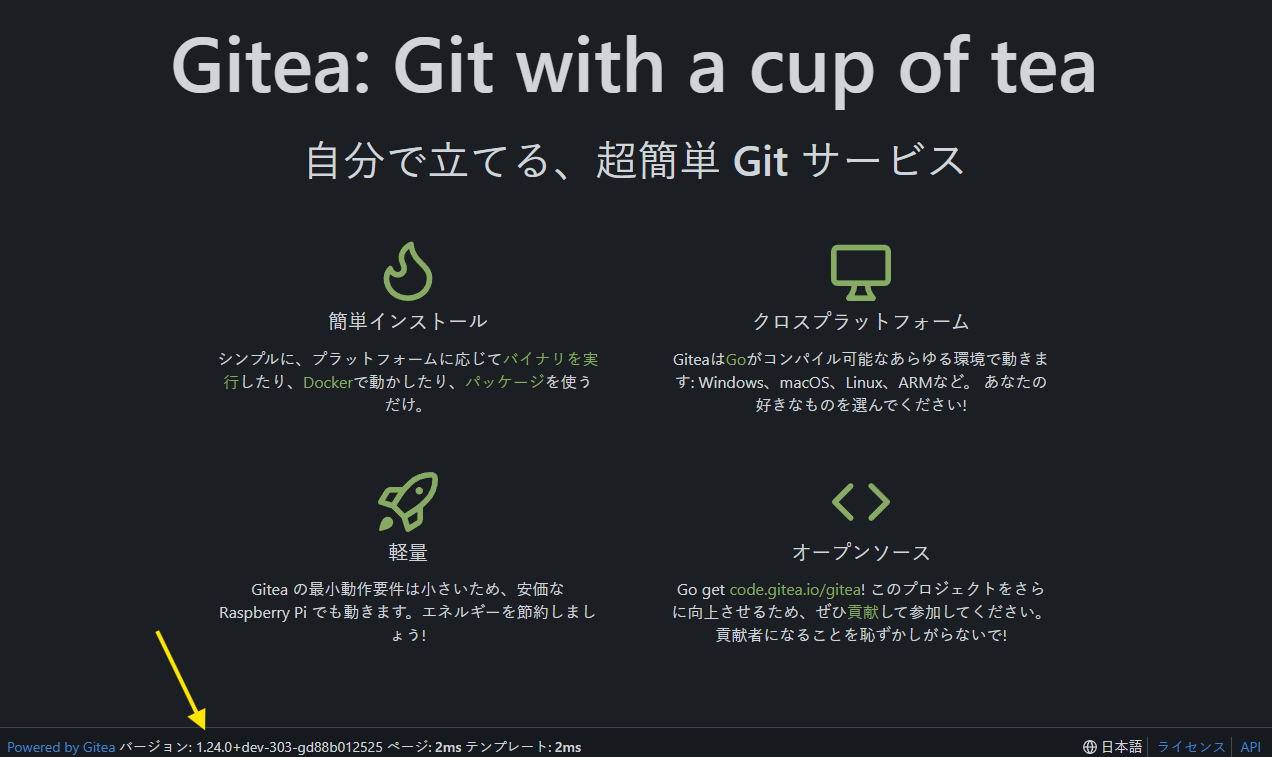 Gitea: Git with a cup of tea
自分で立てる、超簡単 Git サービス
簡単インストール
シンプルに、プラットフォームに応じてバイナリを実
行したり、Dockerで動かしたり、パッケージを使う
だけ。
クロスプラットフォーム
GiteaはGoがコンパイル可能なあらゆる環境で動きま
す: Windows、macOS、Linux、ARMなど。 あなたの
好きなものを選んでください!
軽量
Gitea の最小動作要件は小さいため、安価な
Raspberry Pi でも動きます。エネルギーを節約しまし
ょう!
オープンソース
Go get code.gitea.io/gitea! このプロジェクトをさら
に向上させるため、ぜひ貢献して参加してください。
貢献者になることを恥ずかしがらないで!
Powered by Gitea バージョン: 1.24.0+dev-303-gd88b012525 ページ: 2ms テンプレート: 2ms
日本語 ライセンス API